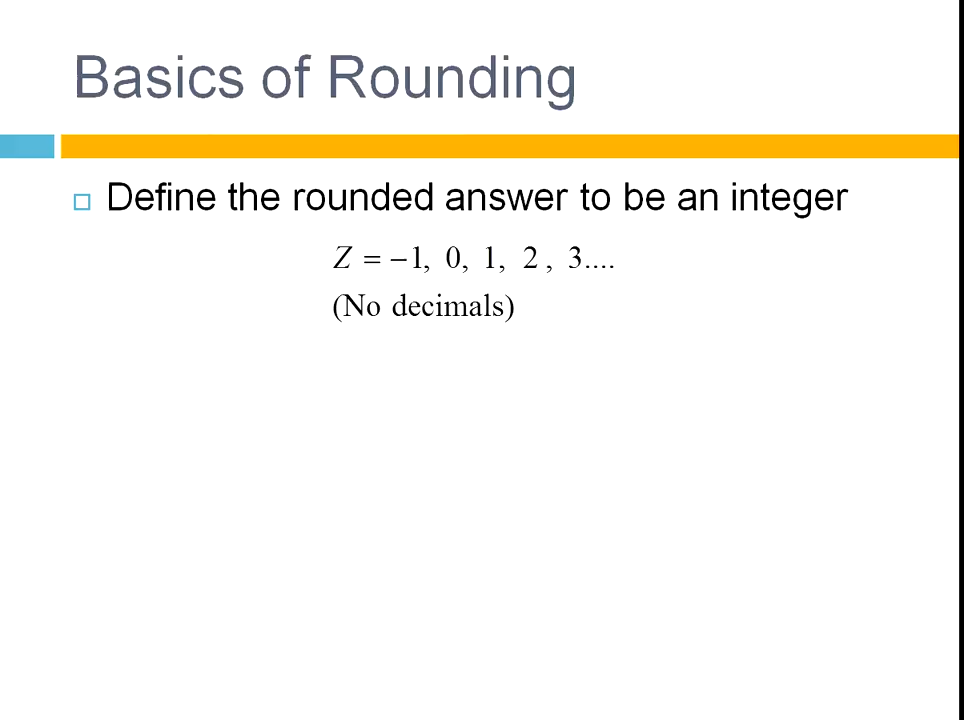 Basics of Rounding
Define the rounded answer to be an integer
Z = −1, 0, 1, 2 , 3....
(No decimals)